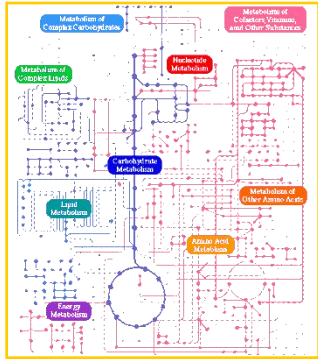 Metabolism of
Complex Carbohydrates
Metabolism of
Cofactors, Vitamins,
and Other Substances
Nucleotide
Metabolism
Metabolism of
Complex Lipids
Carbohydrate
Metabolism
Metabolism of
Other Amino Acids
Lipid
Metabolism
Amino Acid
Metabolism
Energy
Metabolism